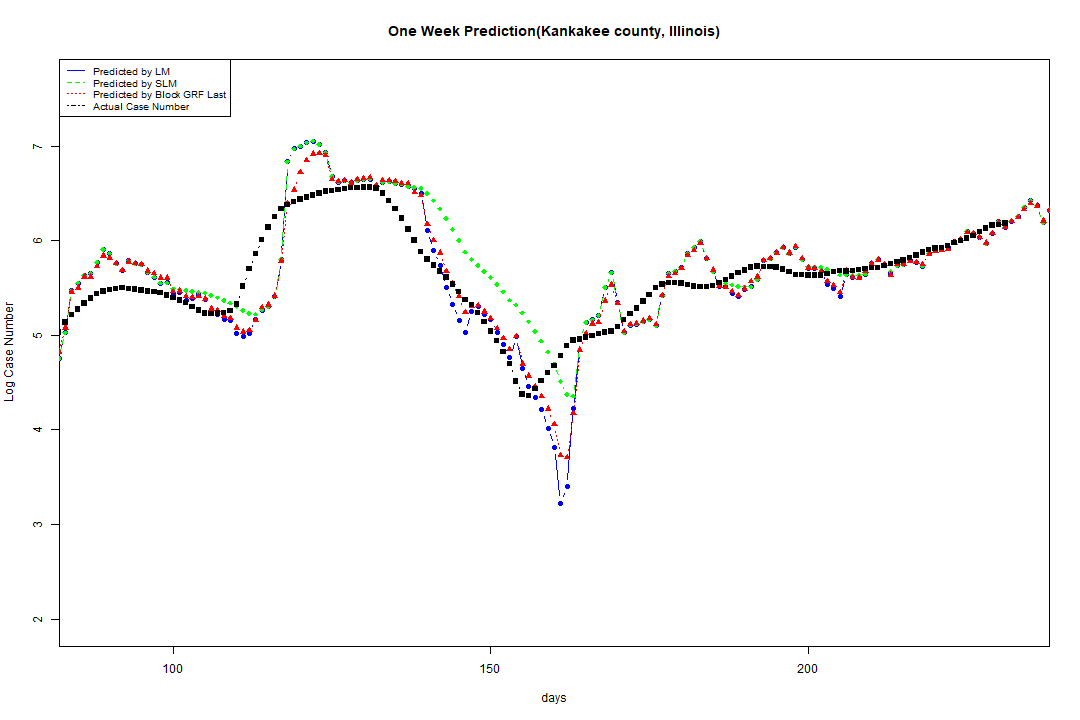 One Week Prediction(Kankakee county, Illinois)
Predicted by LM
Predicted by SLM
Predicted by Block GRF Last
Actual Case Number
7
6
5
4
3
2
Log Case Number
100 150 200
days